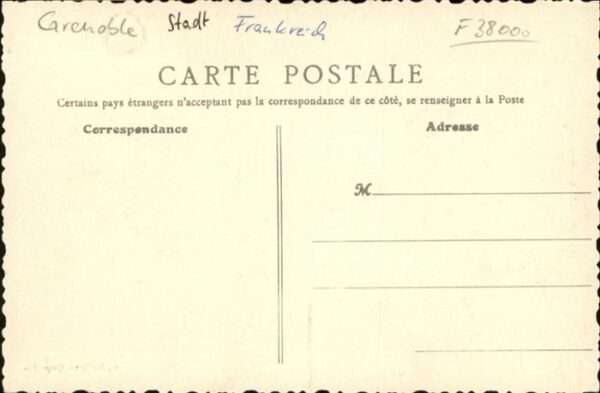 Grenoble Stadt Frankreich F 38000
CARTE POSTALE
Certains pays étrangers n'acceptant pas la correspondance de ce côté, se renseigner à la Poste
Correspondance Adresse
M